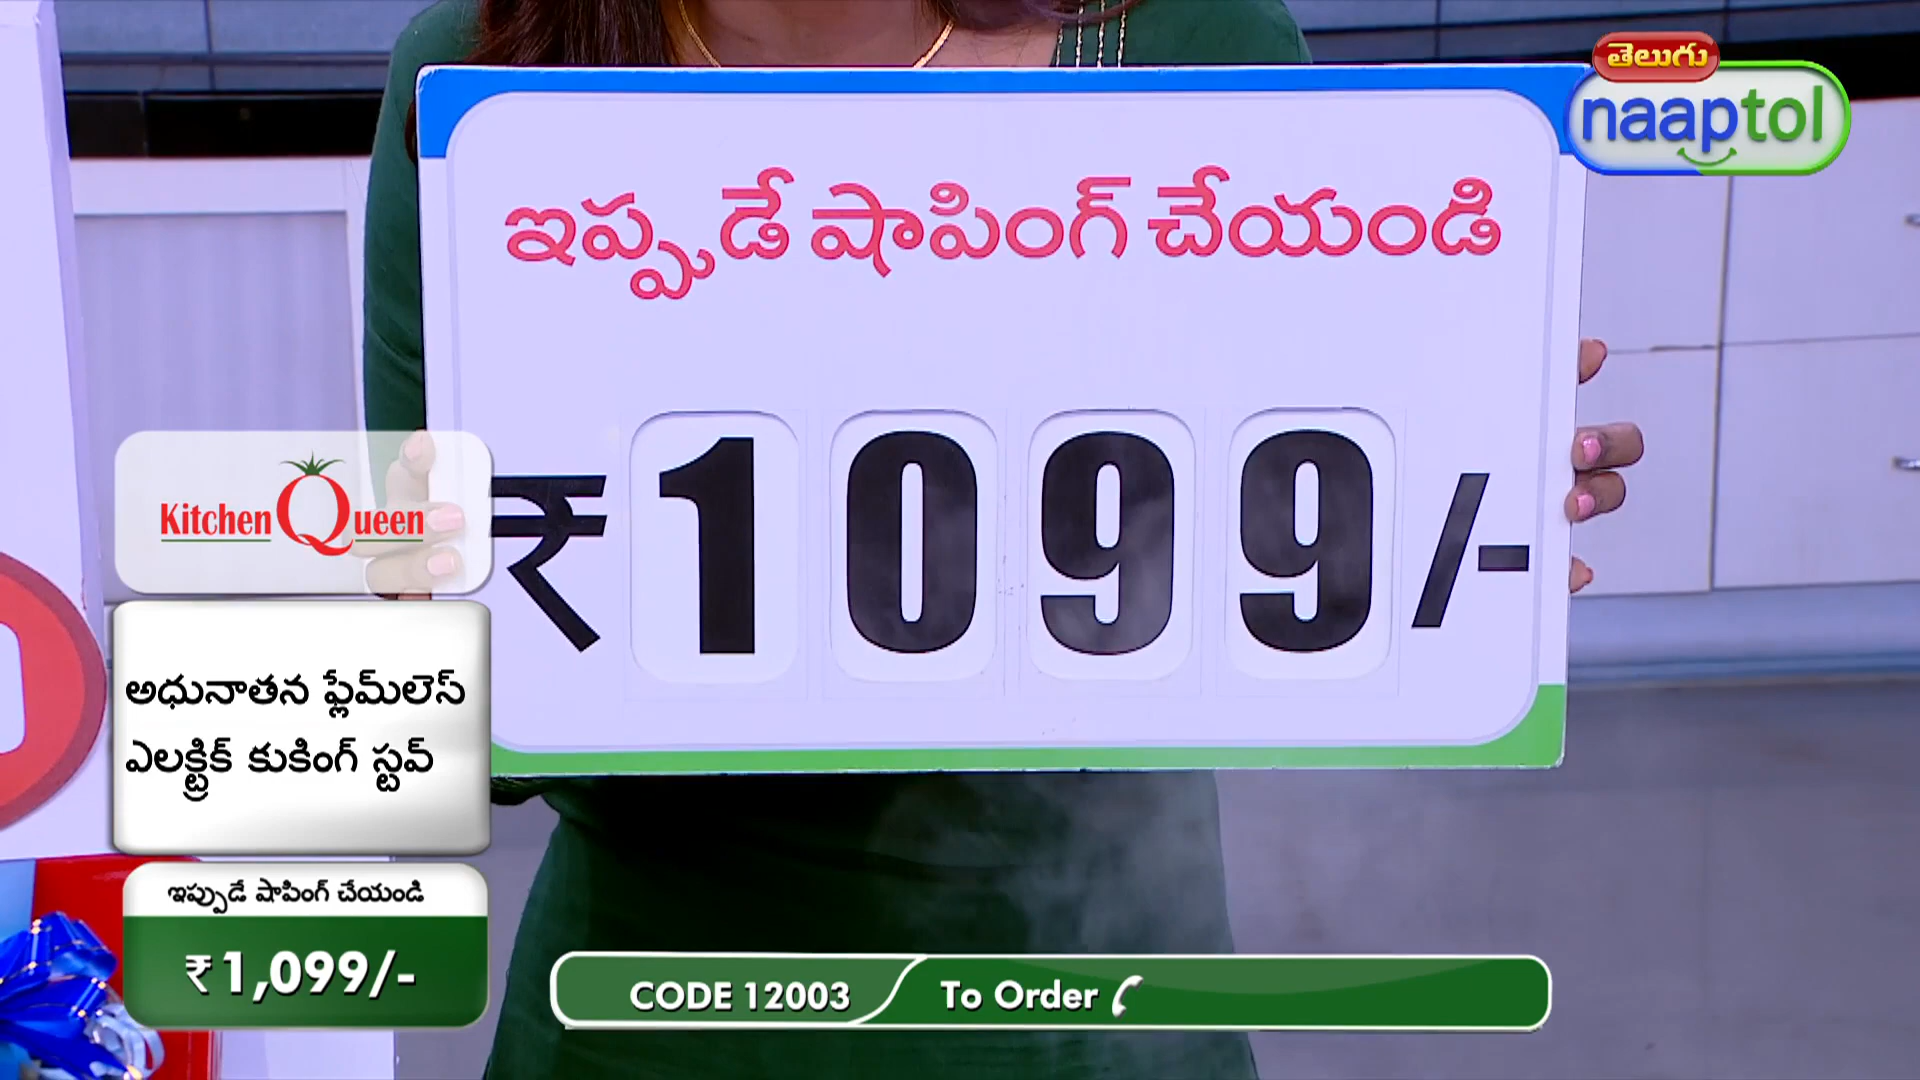 తెలుగు
naaptol
ఇప్పుడే షాపింగ్ చేయండి
₹1099/-
Kitchen Queen
అధునాతన ఫ్లేమ్‌లెస్
ఎలక్ట్రిక్ కుకింగ్ స్టవ్
ఇప్పుడే షాపింగ్ చేయండి
₹1,099/-
CODE 12003
To Order